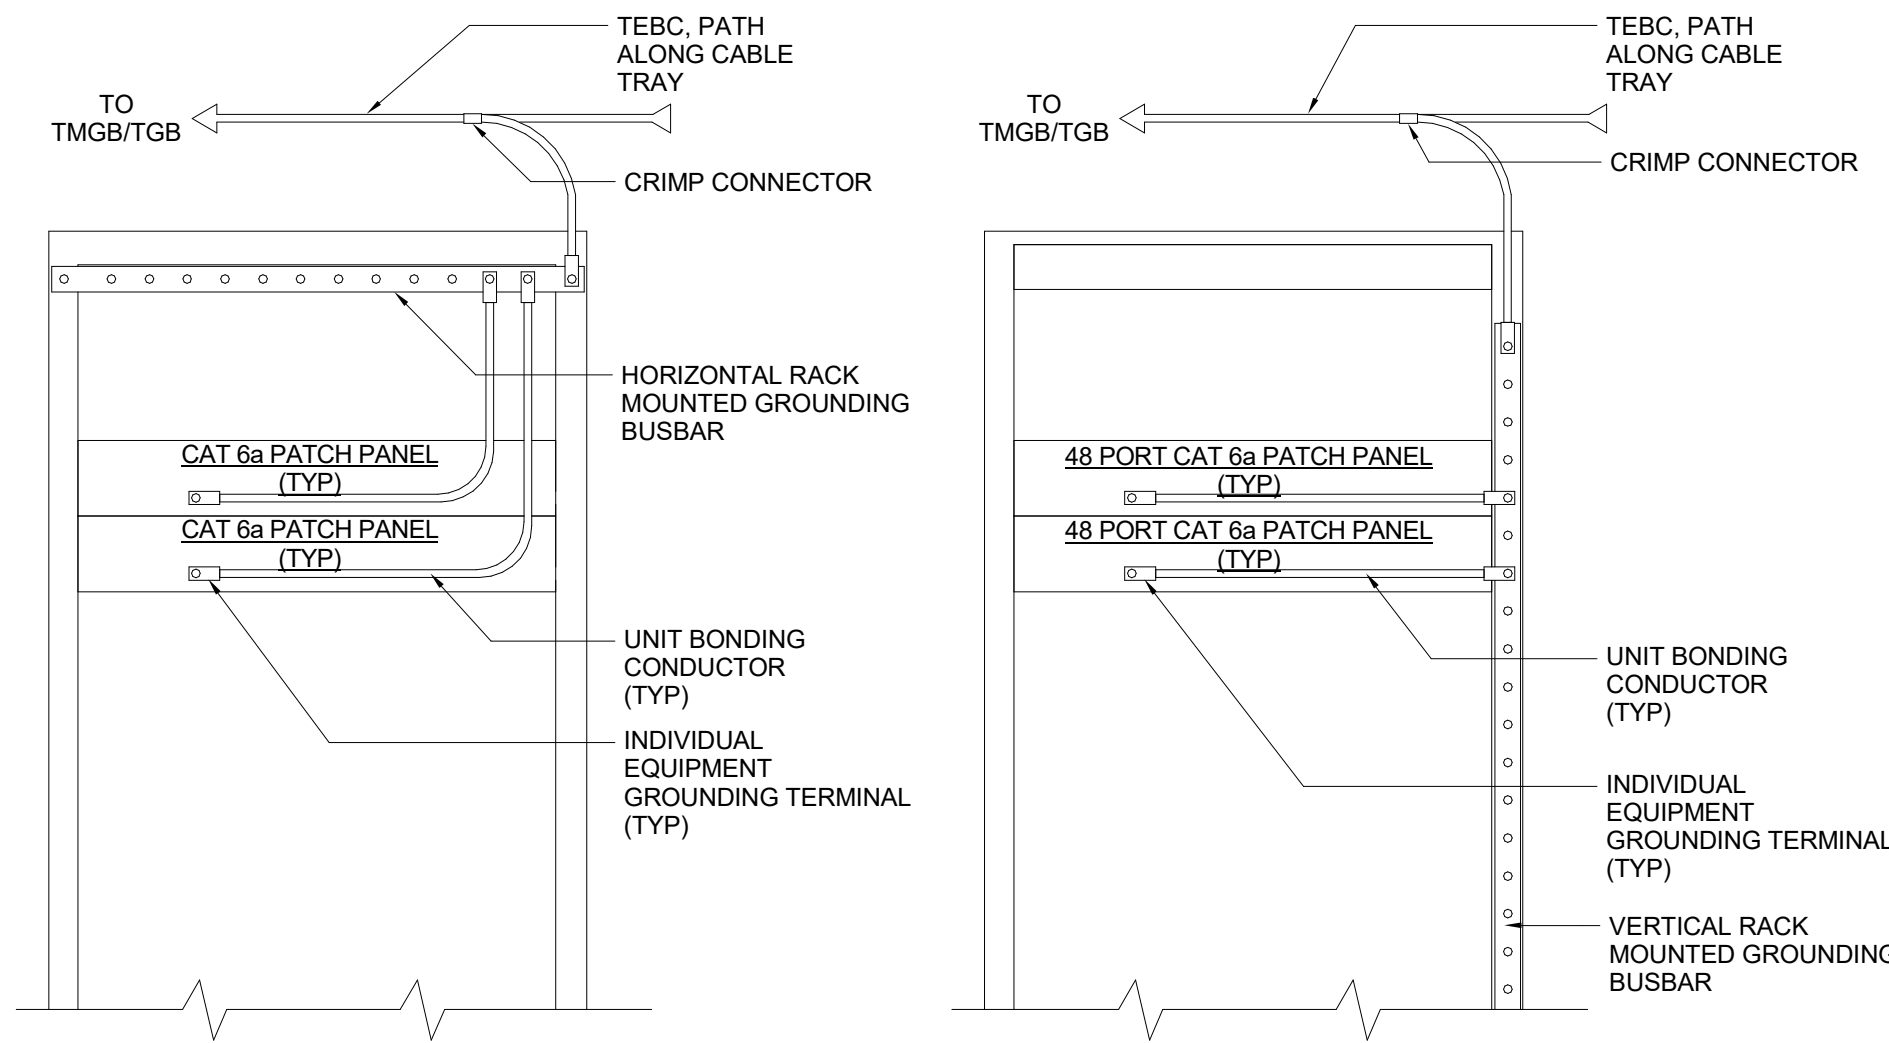 TEBC, PATH
ALONG CABLE
TRAY
TO
TMGB/TGB
CRIMP CONNECTOR
HORIZONTAL RACK
MOUNTED GROUNDING
BUSBAR
CAT 6a PATCH PANEL
(TYP)
CAT 6a PATCH PANEL
(TYP)
UNIT BONDING
CONDUCTOR
(TYP)
INDIVIDUAL
EQUIPMENT
GROUNDING TERMINAL
(TYP)
TEBC, PATH
ALONG CABLE
TRAY
TO
TMGB/TGB
CRIMP CONNECTOR
48 PORT CAT 6a PATCH PANEL
(TYP)
48 PORT CAT 6a PATCH PANEL
(TYP)
UNIT BONDING
CONDUCTOR
(TYP)
INDIVIDUAL
EQUIPMENT
GROUNDING TERMINAL
(TYP)
VERTICAL RACK
MOUNTED GROUNDING
BUSBAR